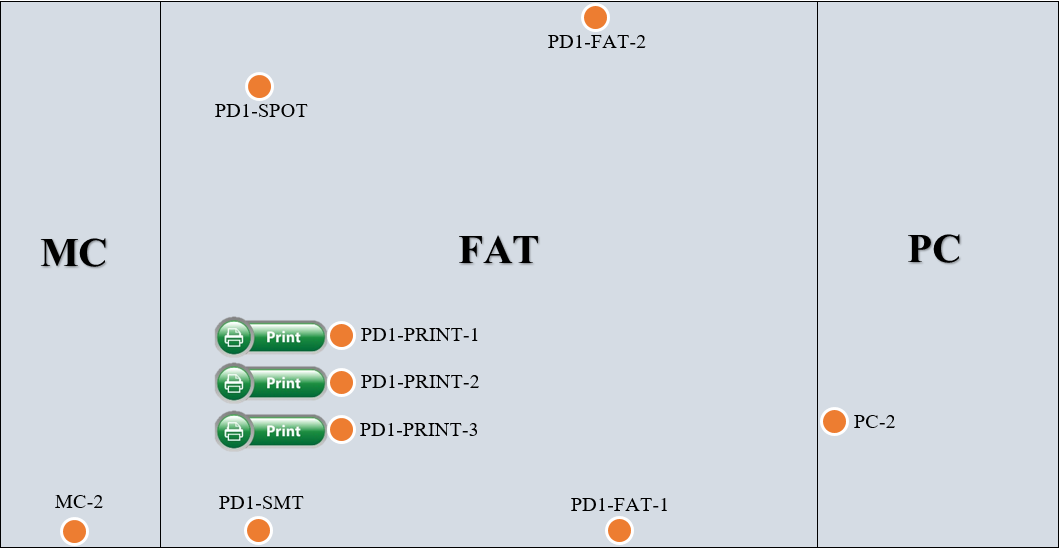 PD1-FAT-2
PD1-SPOT
MC
FAT
PC
Print
PD1-PRINT-1
Print
PD1-PRINT-2
Print
PD1-PRINT-3
PC-2
MC-2
PD1-SMT
PD1-FAT-1